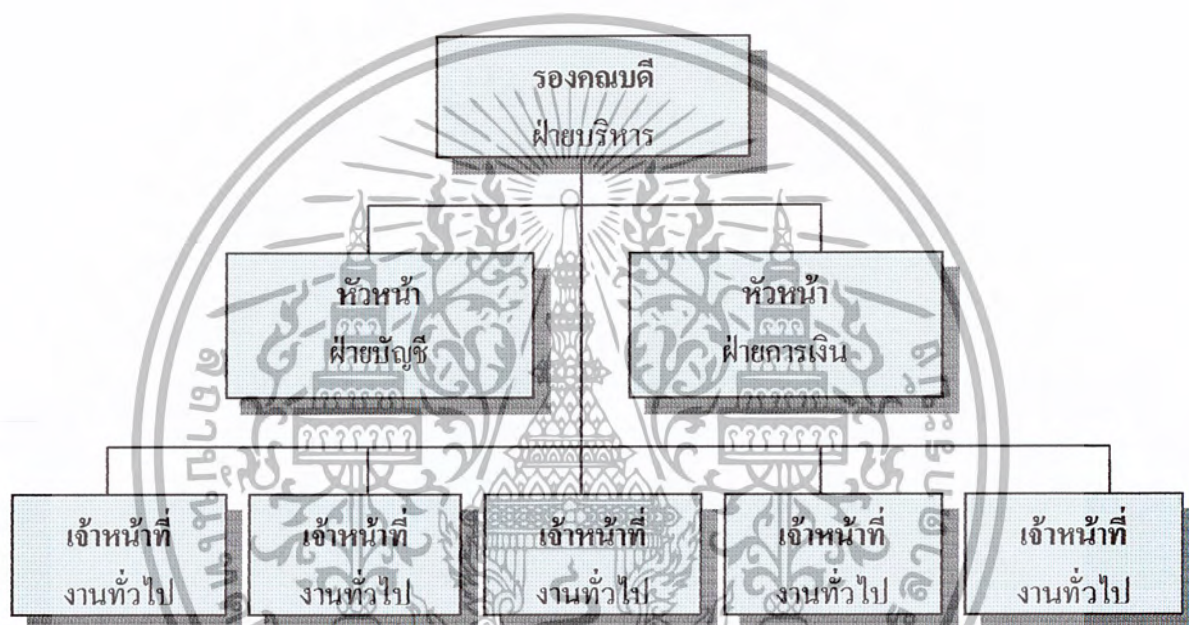 รองคณบดี
ฝ่ายบริหาร
หัวหน้า
ฝ่ายบัญชี
หัวหน้า
ฝ่ายการเงิน
เจ้าหน้าที่
งานทั่วไป
เจ้าหน้าที่
งานทั่วไป
เจ้าหน้าที่
งานทั่วไป
เจ้าหน้าที่
งานทั่วไป
เจ้าหน้าที่
งานทั่วไป